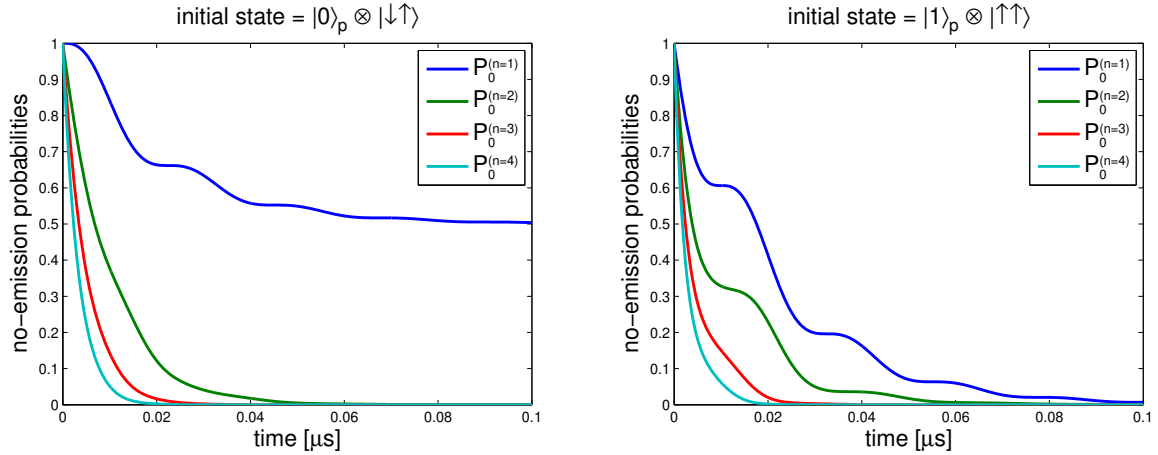 initial state = |0⟩p ⊗ |↓↑⟩
no−emission probabilities
1
0.9
0.8
0.7
0.6
0.5
0.4
0.3
0.2
0.1
0
P0(n=1)
P0(n=2)
P0(n=3)
P0(n=4)
0 0.02 0.04 0.06 0.08 0.1
time [μs]
initial state = |1⟩p ⊗ |↑↑⟩
no−emission probabilities
1
0.9
0.8
0.7
0.6
0.5
0.4
0.3
0.2
0.1
0
P0(n=1)
P0(n=2)
P0(n=3)
P0(n=4)
0 0.02 0.04 0.06 0.08 0.1
time [μs]